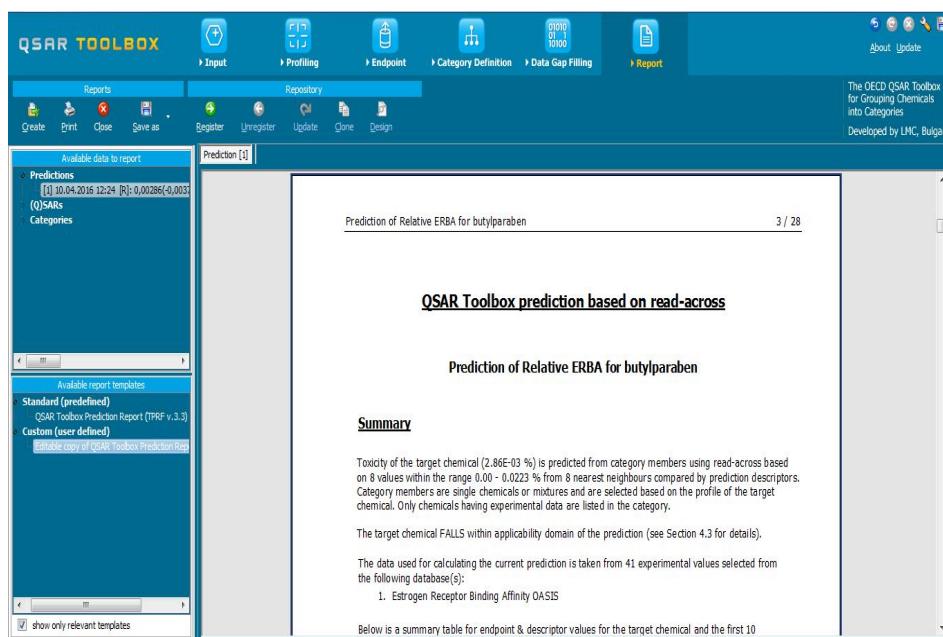 QSAR TOOLBOX
Input
Profiling
Endpoint
Category Definition
Data Gap Filling
Report
01010
01 1
10100
About Update
Reports
Repository
Create
Print
Close
Save as
Register
Unregister
Update
Clone
Design
The OECD QSAR Toolbox
for Grouping Chemicals
into Categories
Developed by LMC, Bulga
Available data to report
Predictions
[1] 10.04.2016 12:24 [R]: 0,00286(-0,0037
(Q)SARs
Categories
Available report templates
Standard (predefined)
QSAR Toolbox Prediction Report (TPRF v.3.3)
Custom (user defined)
Editable copy of QSAR Toolbox Prediction Rep
show only relevant templates
Prediction [1]
Prediction of Relative ERBA for butylparaben 3 / 28
QSAR Toolbox prediction based on read-across
Prediction of Relative ERBA for butylparaben
Summary
Toxicity of the target chemical (2.86E-03 %) is predicted from category members using read-across based
on 8 values within the range 0.00 - 0.0223 % from 8 nearest neighbours compared by prediction descriptors.
Category members are single chemicals or mixtures and are selected based on the profile of the target
chemical. Only chemicals having experimental data are listed in the category.
The target chemical FALLS within applicability domain of the prediction (see Section 4.3 for details).
The data used for calculating the current prediction is taken from 41 experimental values selected from
the following database(s):
1. Estrogen Receptor Binding Affinity OASIS
Below is a summary table for endpoint & descriptor values for the target chemical and the first 10